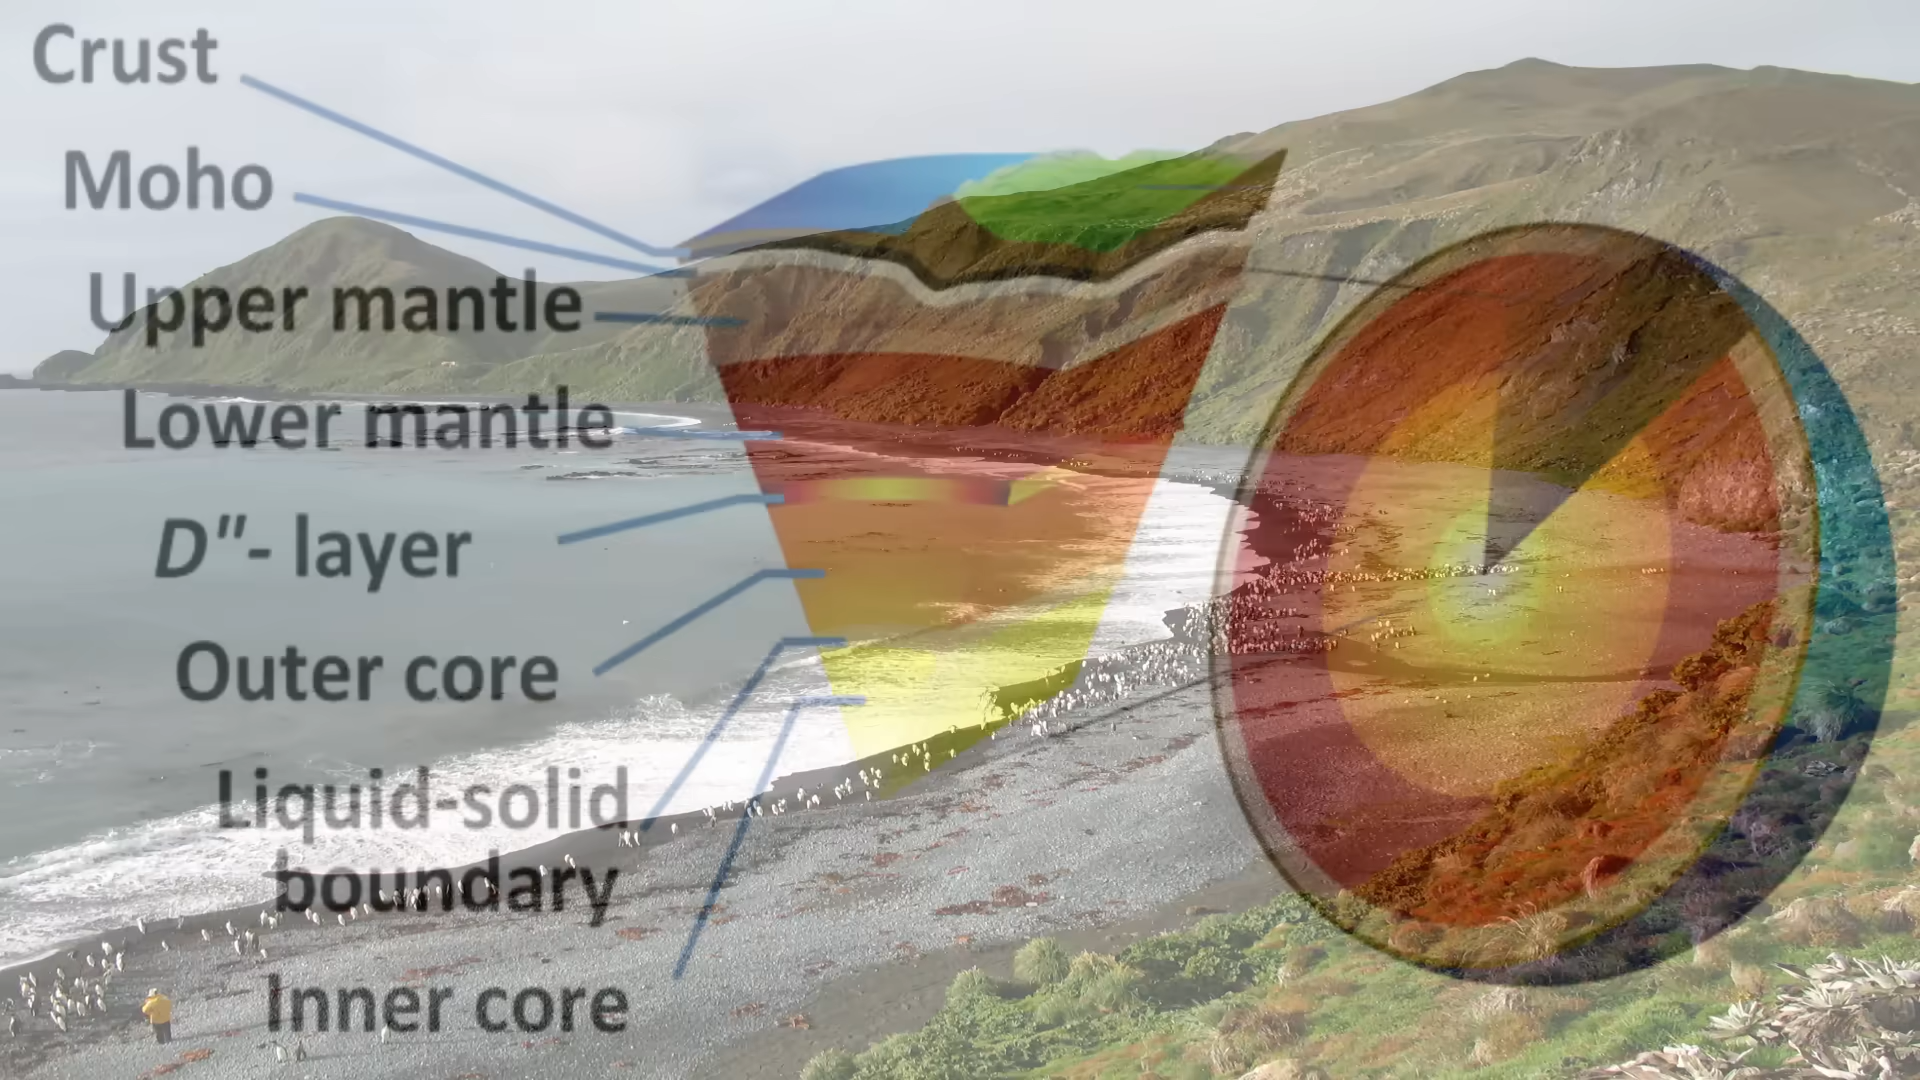 Crust
Moho
Upper mantle
Lower mantle
D"- layer
Outer core
Liquid-solid
boundary
Inner core